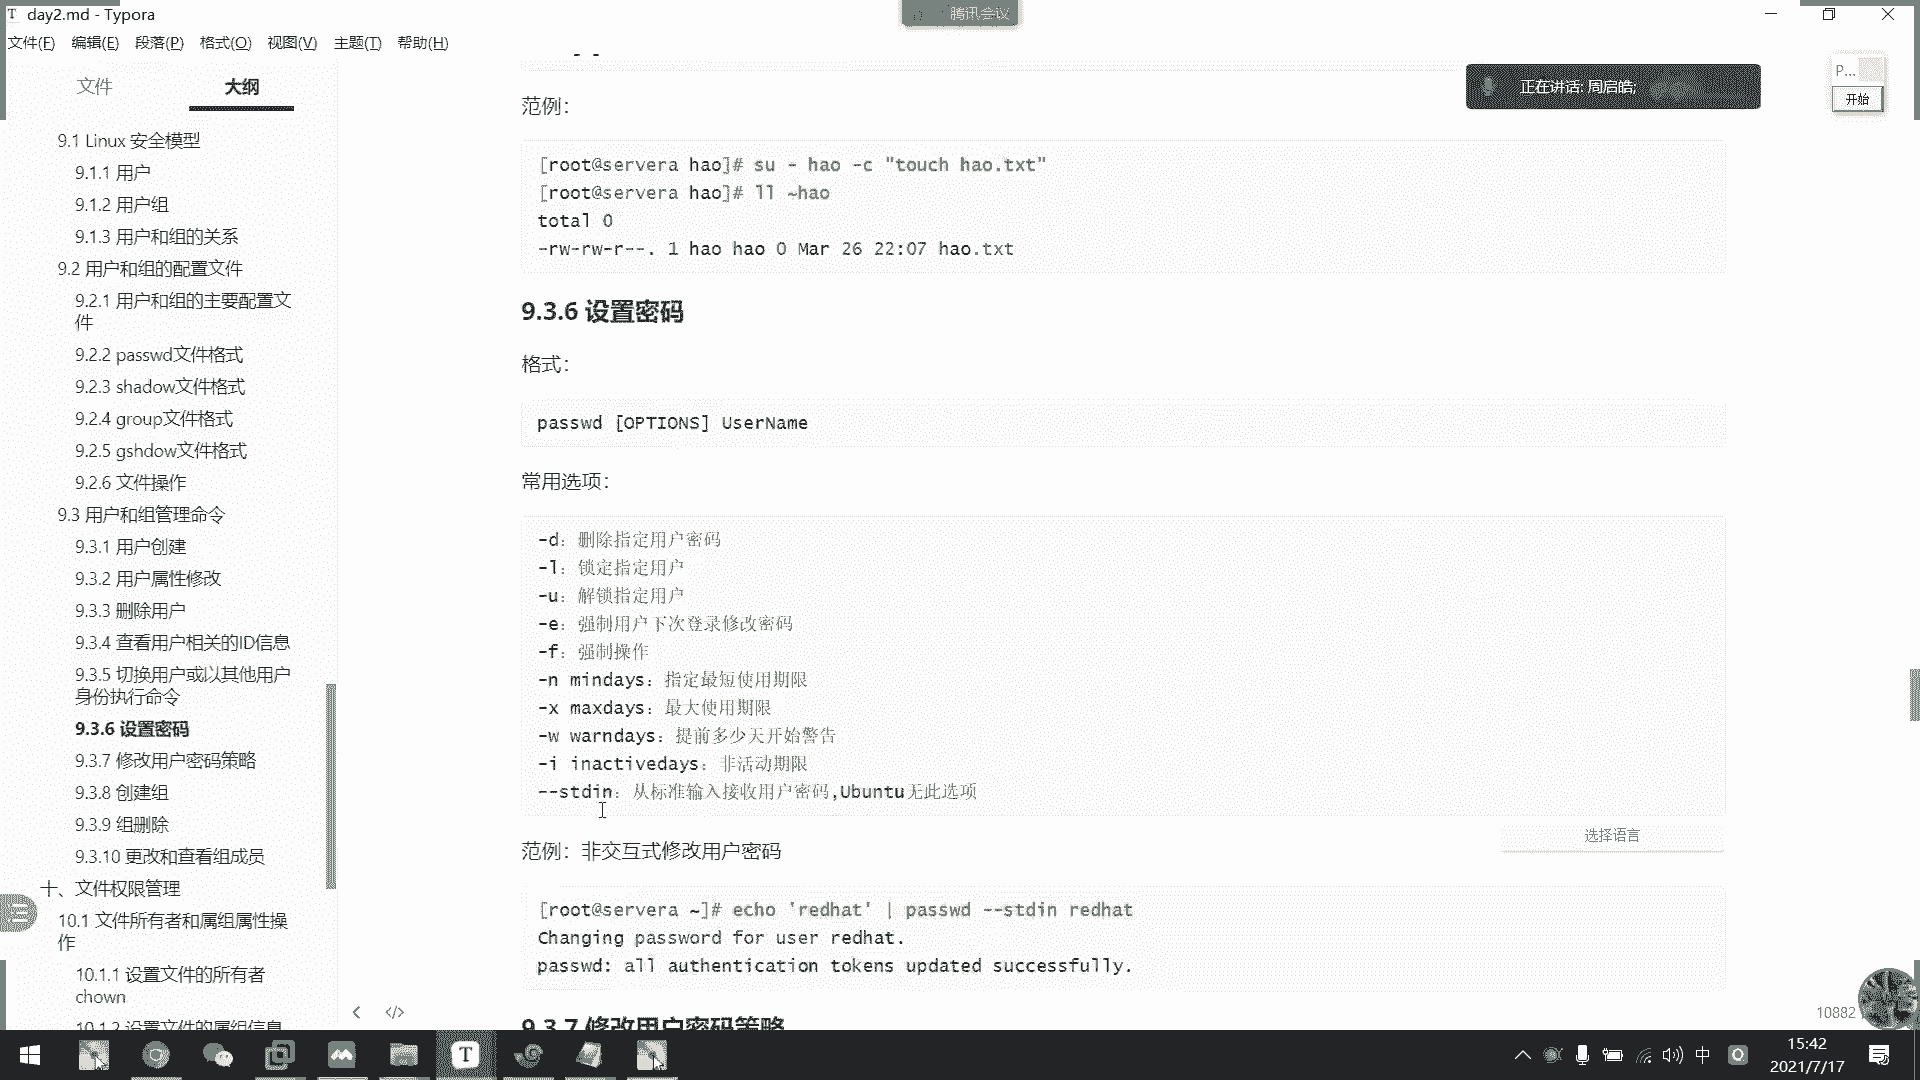 day2.md - Typora
腾讯会议
文件(F) 编辑(E) 段落(P) 格式(O) 视图(V) 主题(T) 帮助(H)
文件 大纲
9.1 Linux 安全模型
9.1.1 用户
9.1.2 用户组
9.1.3 用户和组的关系
9.2 用户和组的配置文件
9.2.1 用户和组的主要配置文
件
9.2.2 passwd文件格式
9.2.3 shadow文件格式
9.2.4 group文件格式
9.2.5 gshdow文件格式
9.2.6 文件操作
9.3 用户和组管理命令
9.3.1 用户创建
9.3.2 用户属性修改
9.3.3 删除用户
9.3.4 查看用户相关的ID信息
9.3.5 切换用户或以其他用户
身份执行命令
9.3.6 设置密码
9.3.7 修改用户密码策略
9.3.8 创建组
9.3.9 组删除
9.3.10 更改和查看组成员
十、文件权限管理
10.1 文件所有者和属组属性操
作
10.1.1 设置文件的所有者
chown
10.1.2 设置文件的属组信息
正在讲话: 周启皓;
P...
开始
范例：
[root@servera hao]# su - hao -c "touch hao.txt"
[root@servera hao]# ll ~hao
total 0
-rw-rw-r--. 1 hao hao 0 Mar 26 22:07 hao.txt
9.3.6 设置密码
格式：
passwd [OPTIONS] UserName
常用选项：
-d：删除指定用户密码
-l：锁定指定用户
-u：解锁指定用户
-e：强制用户下次登录修改密码
-f：强制操作
-n mindays：指定最短使用期限
-x maxdays：最大使用期限
-w warndays：提前多少天开始警告
-i inactivedays：非活动期限
--stdin：从标准输入接收用户密码,Ubuntu无此选项
选择语言
范例：非交互式修改用户密码
[root@servera ~]# echo 'redhat' | passwd --stdin redhat
Changing password for user redhat.
passwd: all authentication tokens updated successfully.
9.3.7 修改用户密码策略
10882
中
15:42
2021/7/17